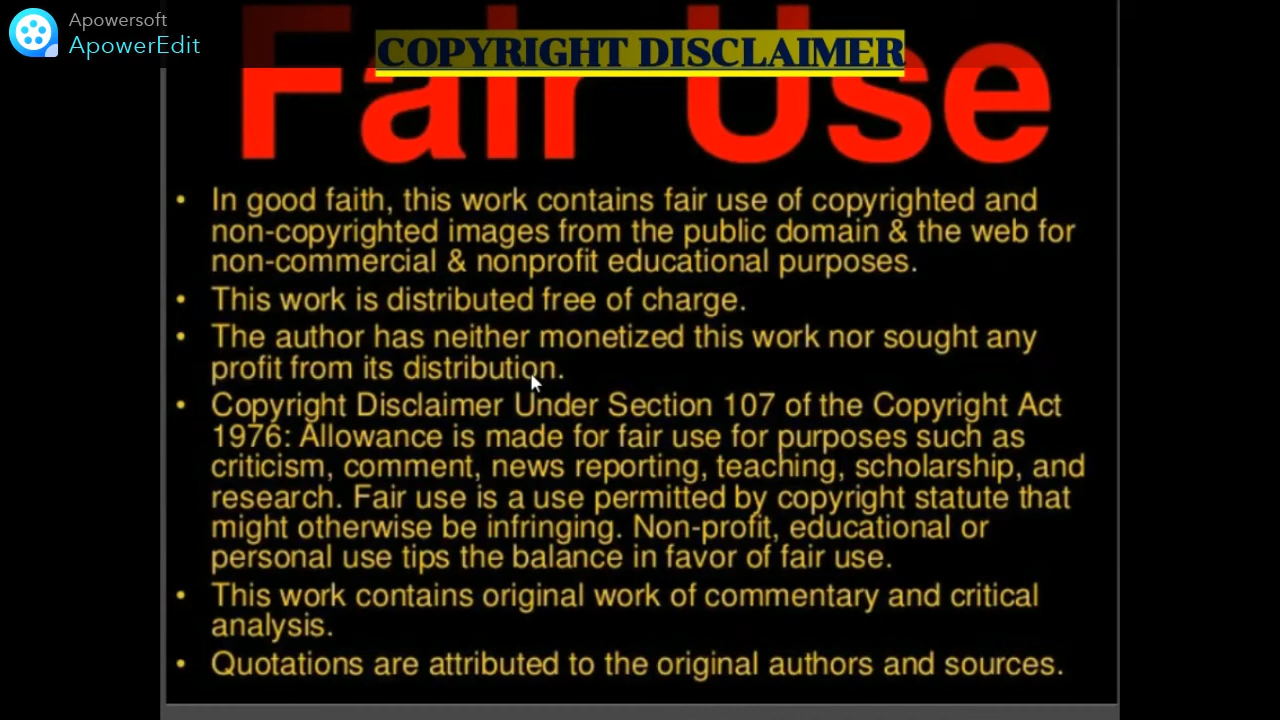 Apowersoft
ApowerEdit
COPYRIGHT DISCLAIMER
Fair Use
• In good faith, this work contains fair use of copyrighted and
non-copyrighted images from the public domain & the web for
non-commercial & nonprofit educational purposes.
• This work is distributed free of charge.
• The author has neither monetized this work nor sought any
profit from its distribution.
• Copyright Disclaimer Under Section 107 of the Copyright Act
1976: Allowance is made for fair use for purposes such as
criticism, comment, news reporting, teaching, scholarship, and
research. Fair use is a use permitted by copyright statute that
might otherwise be infringing. Non-profit, educational or
personal use tips the balance in favor of fair use.
• This work contains original work of commentary and critical
analysis.
• Quotations are attributed to the original authors and sources.